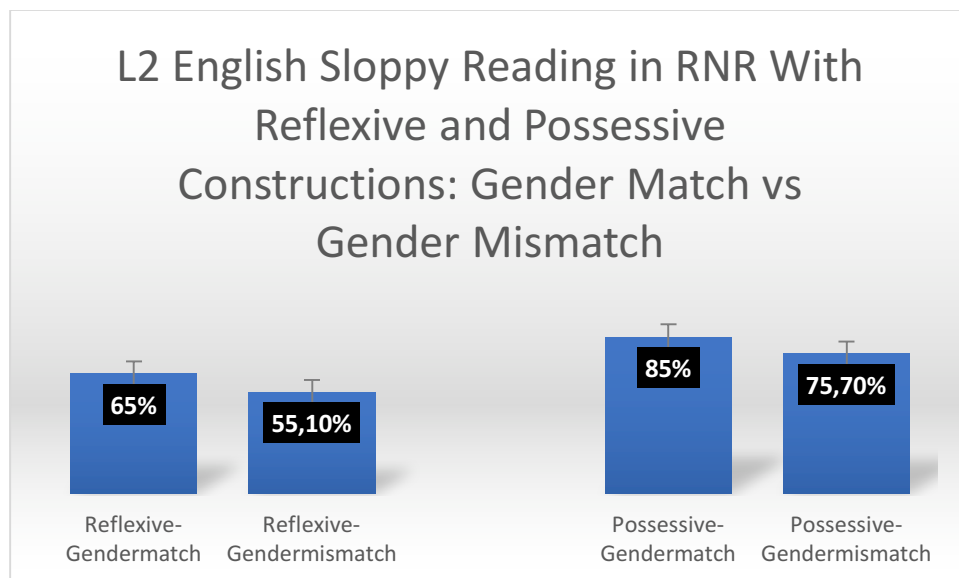 L2 English Sloppy Reading in RNR With
Reflexive and Possessive
Constructions: Gender Match vs
Gender Mismatch
65%
55,10%
85%
75,70%
Reflexive-
Gendermatch
Reflexive-
Gendermismatch
Possessive-
Gendermatch
Possessive-
Gendermismatch